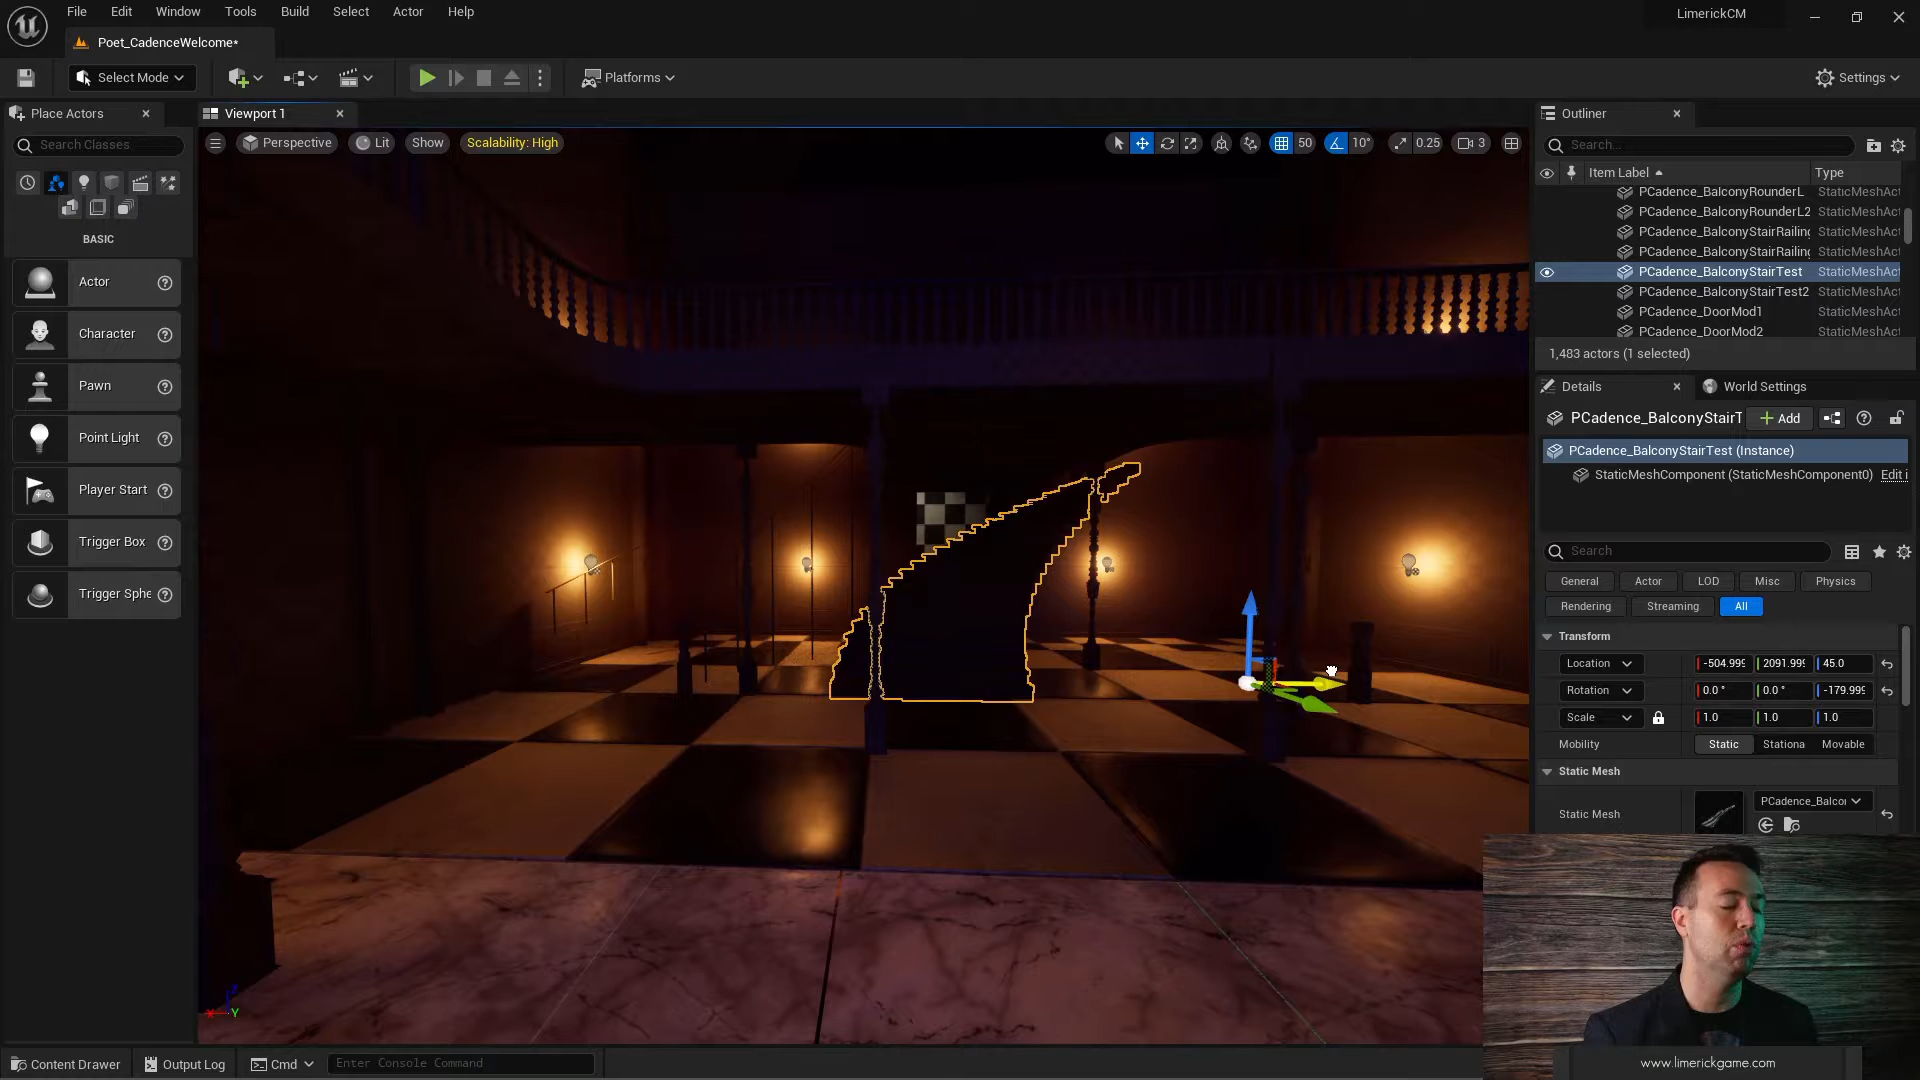 File Edit Window Tools Build Select Actor Help
LimerickCM
Poet_CadenceWelcome*
Select Mode
Platforms
Settings
Place Actors
Viewport 1
Outliner
Search Classes
Perspective
Lit
Show
Scalability: High
50
10°
0.25
3
Search...
Item Label
Type
PCadence_BalconyRounderL StaticMeshAct
PCadence_BalconyRounderL2 StaticMeshAct
PCadence_BalconyStairRailing StaticMeshAct
PCadence_BalconyStairRailing StaticMeshAct
PCadence_BalconyStairTest StaticMeshAct
PCadence_BalconyStairTest2 StaticMeshAct
PCadence_DoorMod1 StaticMeshAct
PCadence_DoorMod2 StaticMeshAct
1,483 actors (1 selected)
BASIC
Actor
Character
Pawn
Point Light
Player Start
Trigger Box
Trigger Sphe
Details
World Settings
PCadence_BalconyStairT
Add
PCadence_BalconyStairTest (Instance)
StaticMeshComponent (StaticMeshComponent0) Edit i
Search
General Actor LOD Misc Physics
Rendering Streaming All
Transform
Location -504.999 2091.999 45.0
Rotation 0.0 ° 0.0 ° -179.999
Scale 1.0 1.0 1.0
Mobility Static Stationa Movable
Static Mesh
Static Mesh PCadence_Balco
Y
Content Drawer
Output Log
Cmd
Enter Console Command
www.limerickgame.com